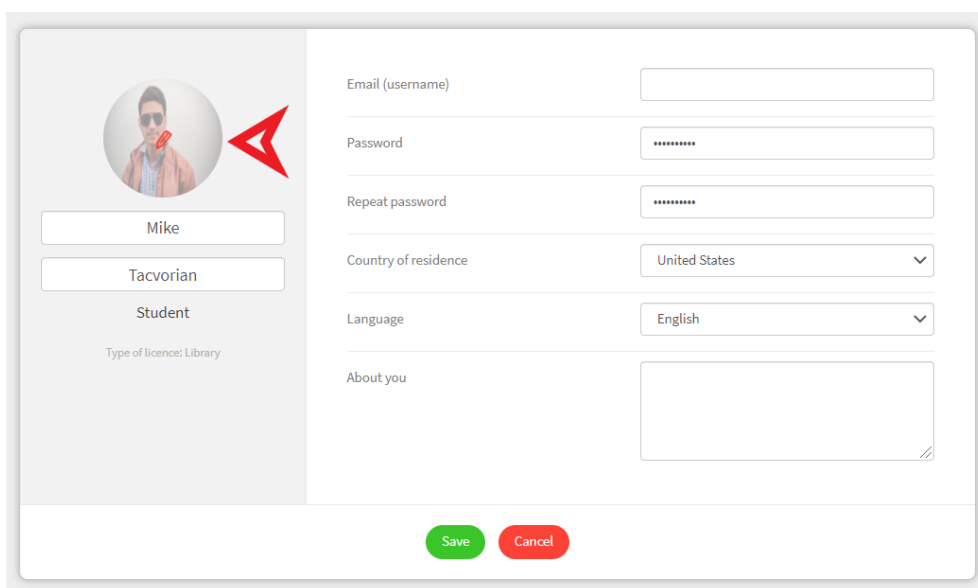 Mike
Tacvorian
Student
Type of licence: Library
Email (username)
Password
••••••••••
Repeat password
••••••••••
Country of residence
United States
Language
English
About you
Save
Cancel